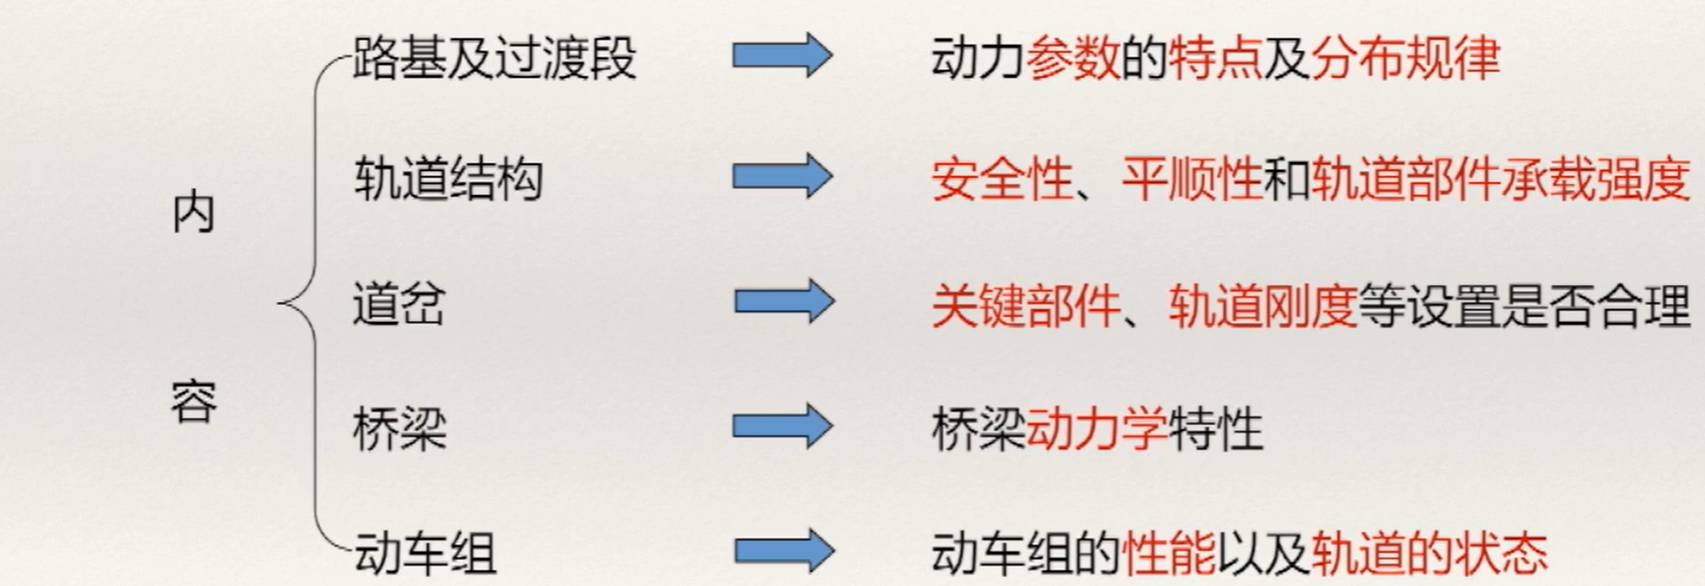 内容
路基及过渡段 动力参数的特点及分布规律
轨道结构 安全性、平顺性和轨道部件承载强度
道岔 关键部件、轨道刚度等设置是否合理
桥梁 桥梁动力学特性
动车组 动车组的性能以及轨道的状态